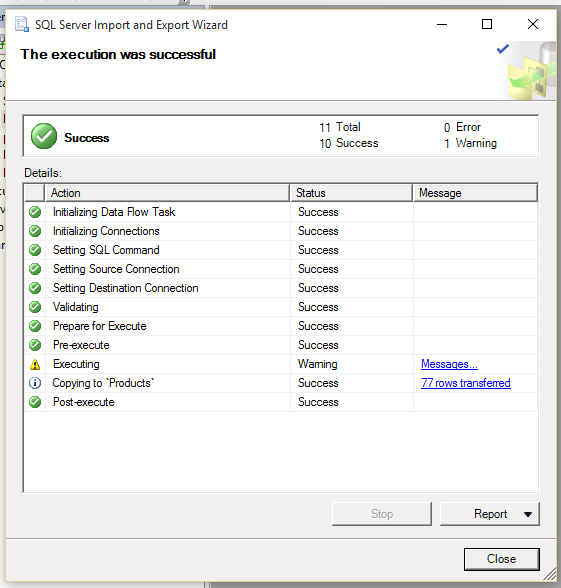 SQL Server Import and Export Wizard
The execution was successful
Success
11 Total 0 Error
10 Success 1 Warning
Details:
Action Status Message
Initializing Data Flow Task Success
Initializing Connections Success
Setting SQL Command Success
Setting Source Connection Success
Setting Destination Connection Success
Validating Success
Prepare for Execute Success
Pre-execute Success
Executing Warning Messages...
Copying to `Products` Success 77 rows transferred
Post-execute Success
Stop Report
Close